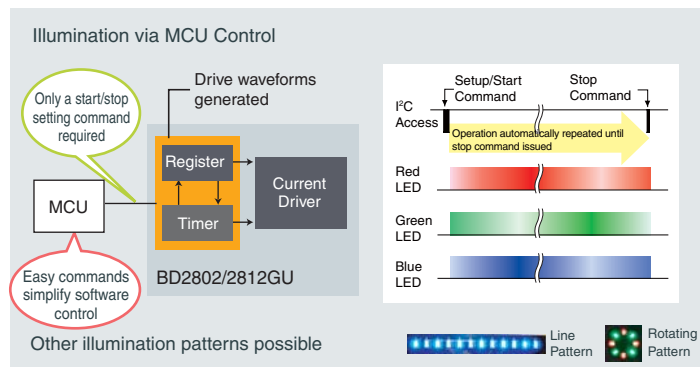 Illumination via MCU Control
Drive waveforms
generated
Only a start/stop
setting command
required
Register
Timer
Current
Driver
MCU
BD2802/2812GU
Easy commands
simplify software
control
Other illumination patterns possible
Setup/Start
Command
Stop
Command
I²C
Access
Operation automatically repeated until
stop command issued
Red
LED
Green
LED
Blue
LED
Line
Pattern
Rotating
Pattern